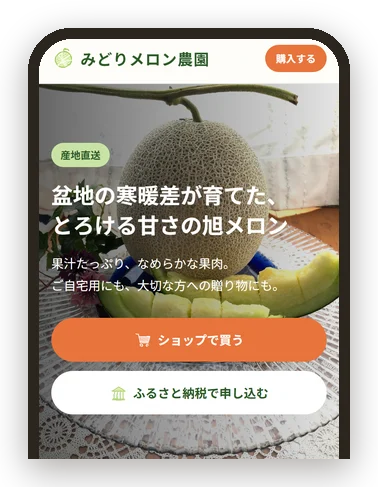 みどりメロン農園
購入する
産地直送
盆地の寒暖差が育てた、
とろける甘さの旭メロン
果汁たっぷり、なめらかな果肉。
ご自宅用にも、大切な方への贈り物にも。
ショップで買う
ふるさと納税で申し込む